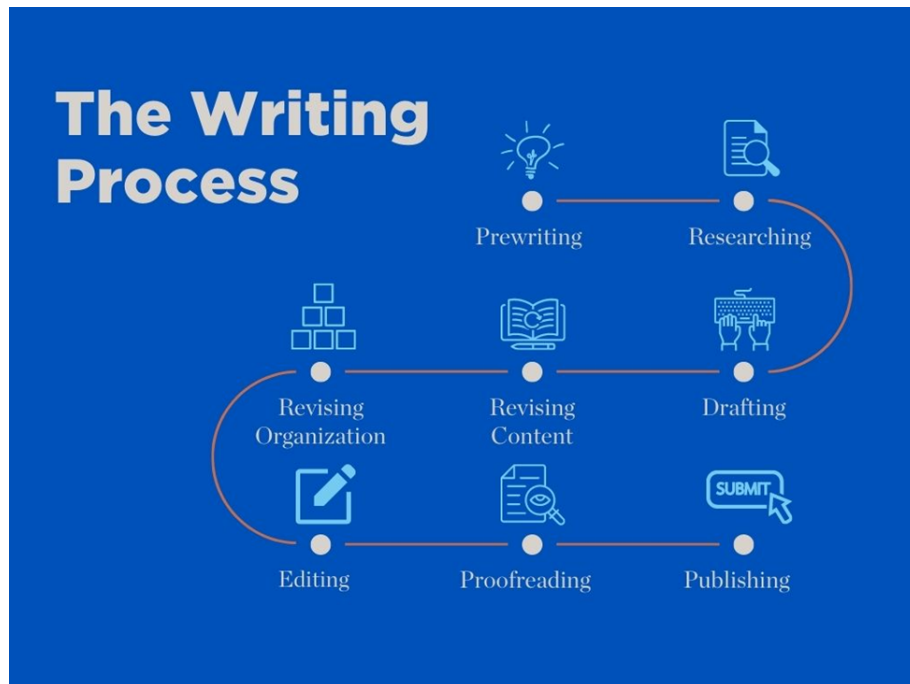 The Writing
Process
Prewriting
Researching
Drafting
Revising
Content
Revising
Organization
Editing
Proofreading
SUBMIT
Publishing